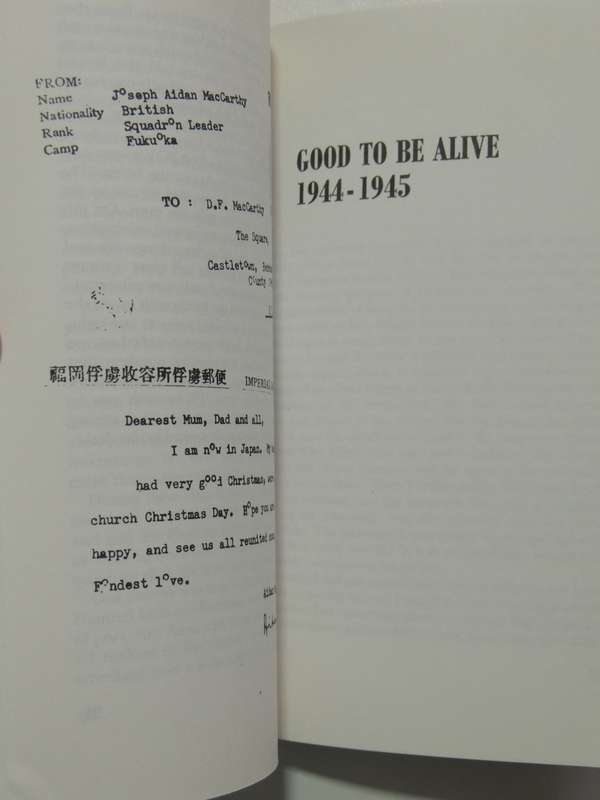 FROM:
Name Joseph Aidan MacCarthy
Nationality British
Rank Squadron Leader
Camp Fukuoka
TO : D.F. MacCarthy
The Square,
Castletown,
County
福岡俘虜収容所俘虜郵便
Dearest Mum, Dad and all,
I am now in Japan.
had very good Christmas,
church Christmas Day. Hope you
happy, and see us all reunited
Fondest love.
GOOD TO BE ALIVE
1944-1945